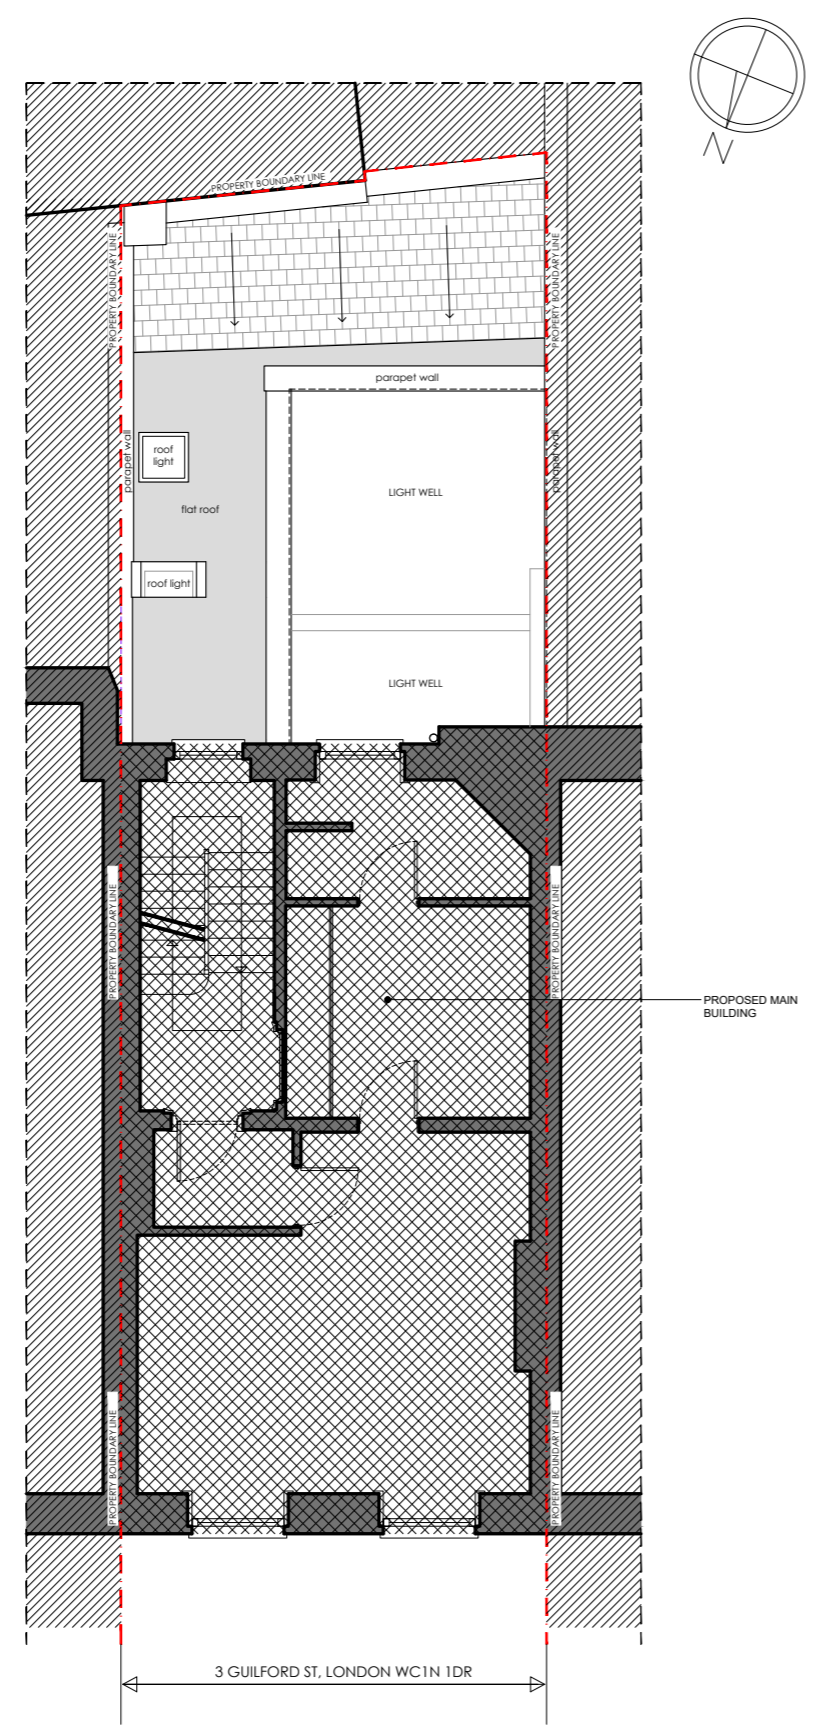 N
PROPERTY BOUNDARY LINE
PROPERTY BOUNDARY LINE
PROPERTY BOUNDARY LINE
parapet wall
roof
light
parapet wall
parapet wall
LIGHT WELL
flat roof
roof light
LIGHT WELL
PROPERTY BOUNDARY LINE
PROPERTY BOUNDARY LINE
PROPOSED MAIN
BUILDING
PROPERTY BOUNDARY LINE
PROPERTY BOUNDARY LINE
3 GUILFORD ST, LONDON WC1N 1DR